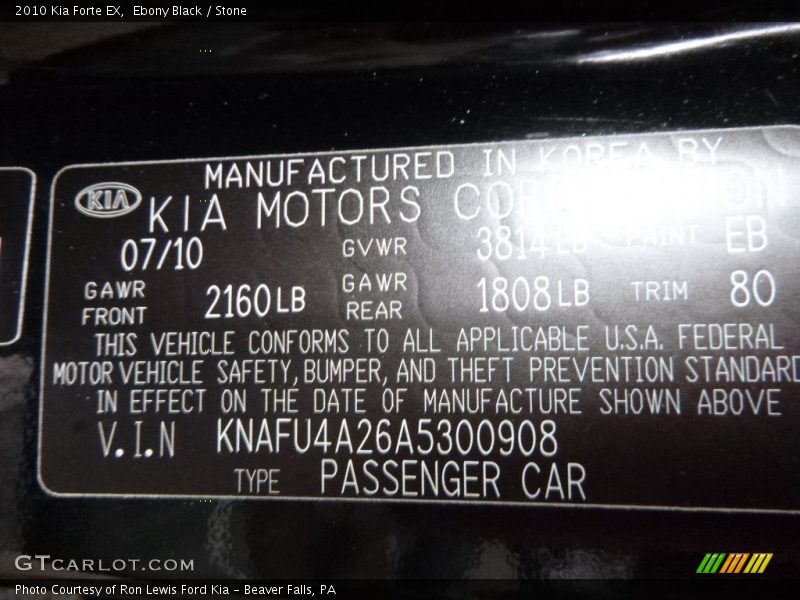 2010 Kia Forte EX, Ebony Black / Stone
MANUFACTURED IN KOREA BY
KIA KIA MOTORS CORPORATION
07/10 GVWR 3814 LB PAINT EB
GAWR FRONT 2160 LB GAWR REAR 1808 LB TRIM 80
THIS VEHICLE CONFORMS TO ALL APPLICABLE U.S.A. FEDERAL
MOTOR VEHICLE SAFETY, BUMPER, AND THEFT PREVENTION STANDARD
IN EFFECT ON THE DATE OF MANUFACTURE SHOWN ABOVE
V.I.N KNAFU4A26A5300908
TYPE PASSENGER CAR
GTCARLOT.COM
Photo Courtesy of Ron Lewis Ford Kia - Beaver Falls, PA